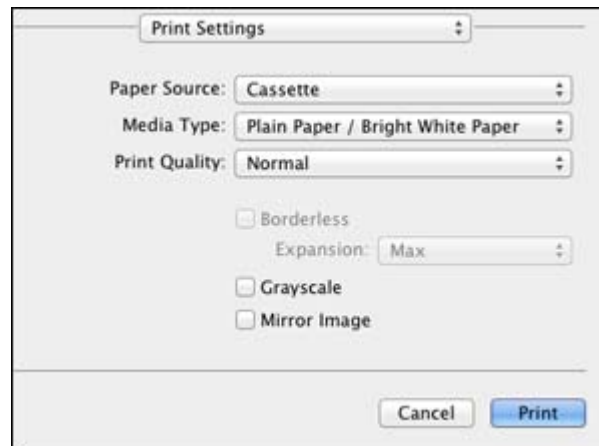 Print Settings
Paper Source: Cassette
Media Type: Plain Paper / Bright White Paper
Print Quality: Normal
Borderless
Expansion: Max
Grayscale
Mirror Image
Cancel Print